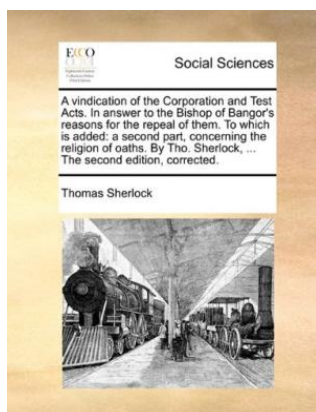 ECCO
Social Sciences
A vindication of the Corporation and Test
Acts. In answer to the Bishop of Bangor's
reasons for the repeal of them. To which
is added: a second part, concerning the
religion of oaths. By Tho. Sherlock, ...
The second edition, corrected.
Thomas Sherlock